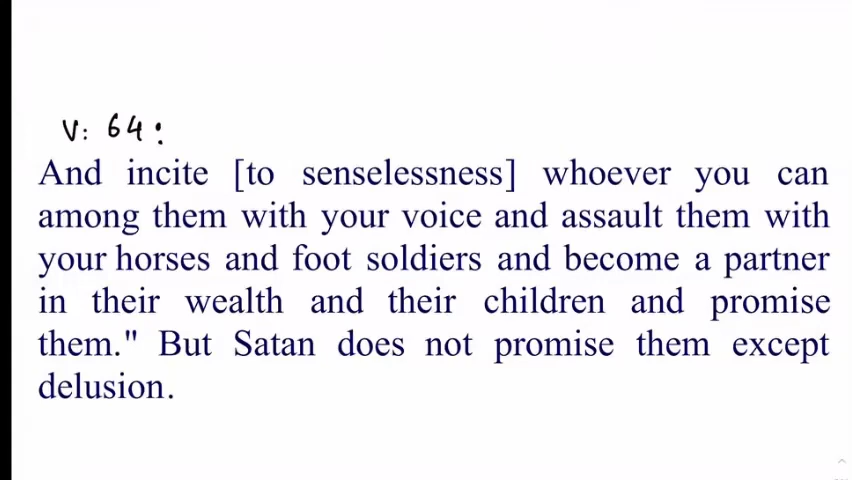 V: 64:
And incite [to senselessness] whoever you can
among them with your voice and assault them with
your horses and foot soldiers and become a partner
in their wealth and their children and promise
them." But Satan does not promise them except
delusion.